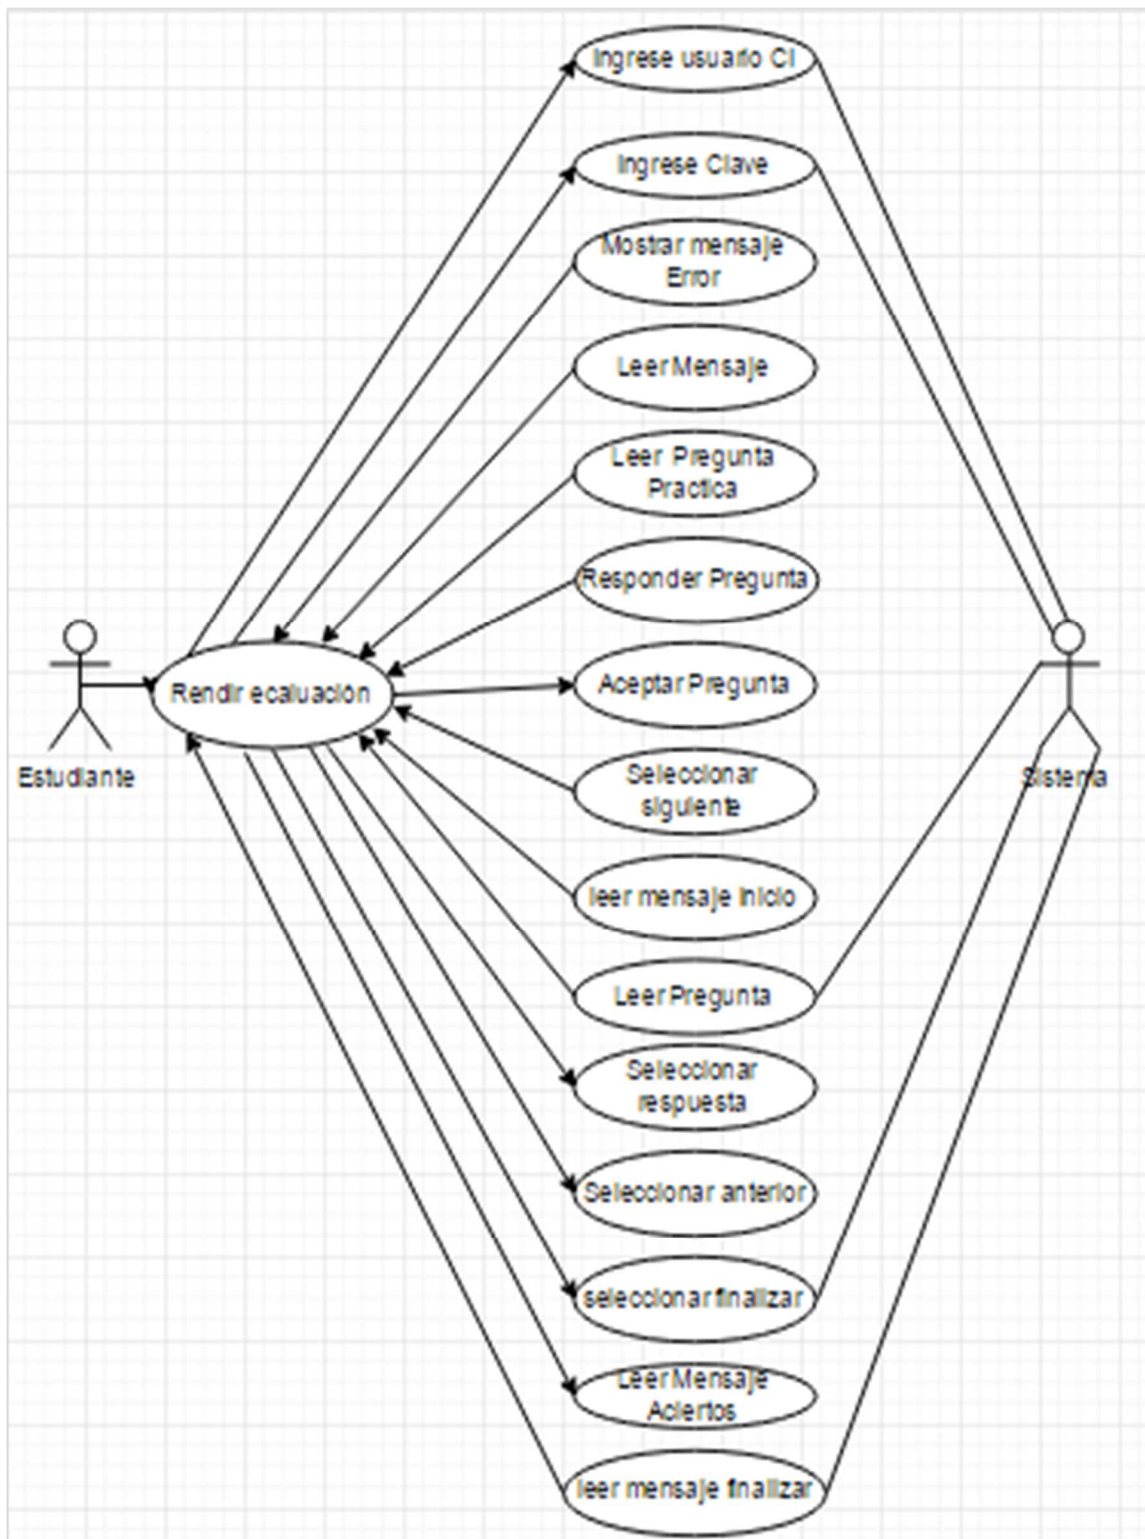 Ingrese usuario CI
Ingrese Clave
Mostrar mensaje
Error
Leer Mensaje
Leer Pregunta
Practica
Responder Pregunta
Aceptar Pregunta
Rendir ecaluación
Estudiante
Sistema
Seleccionar
siguiente
leer mensaje inicio
Leer Pregunta
Seleccionar
respuesta
Seleccionar anterior
seleccionar finalizar
Leer Mensaje
Aciertos
leer mensaje finalizar